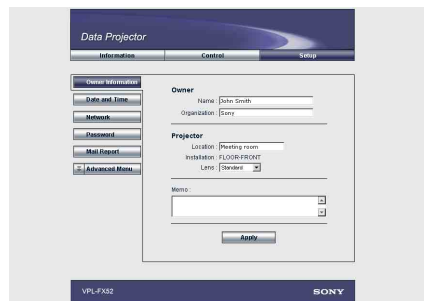 Data Projector
Information Control Setup
Owner Information
Date and Time
Network
Password
Mail Report
Advanced Menu
Owner
Name : John Smith
Organization : Sony
Projector
Location : Meeting room
Installation : FLOOR-FRONT
Lens : Standard
Memo :
Apply
VPL-FX52 SONY